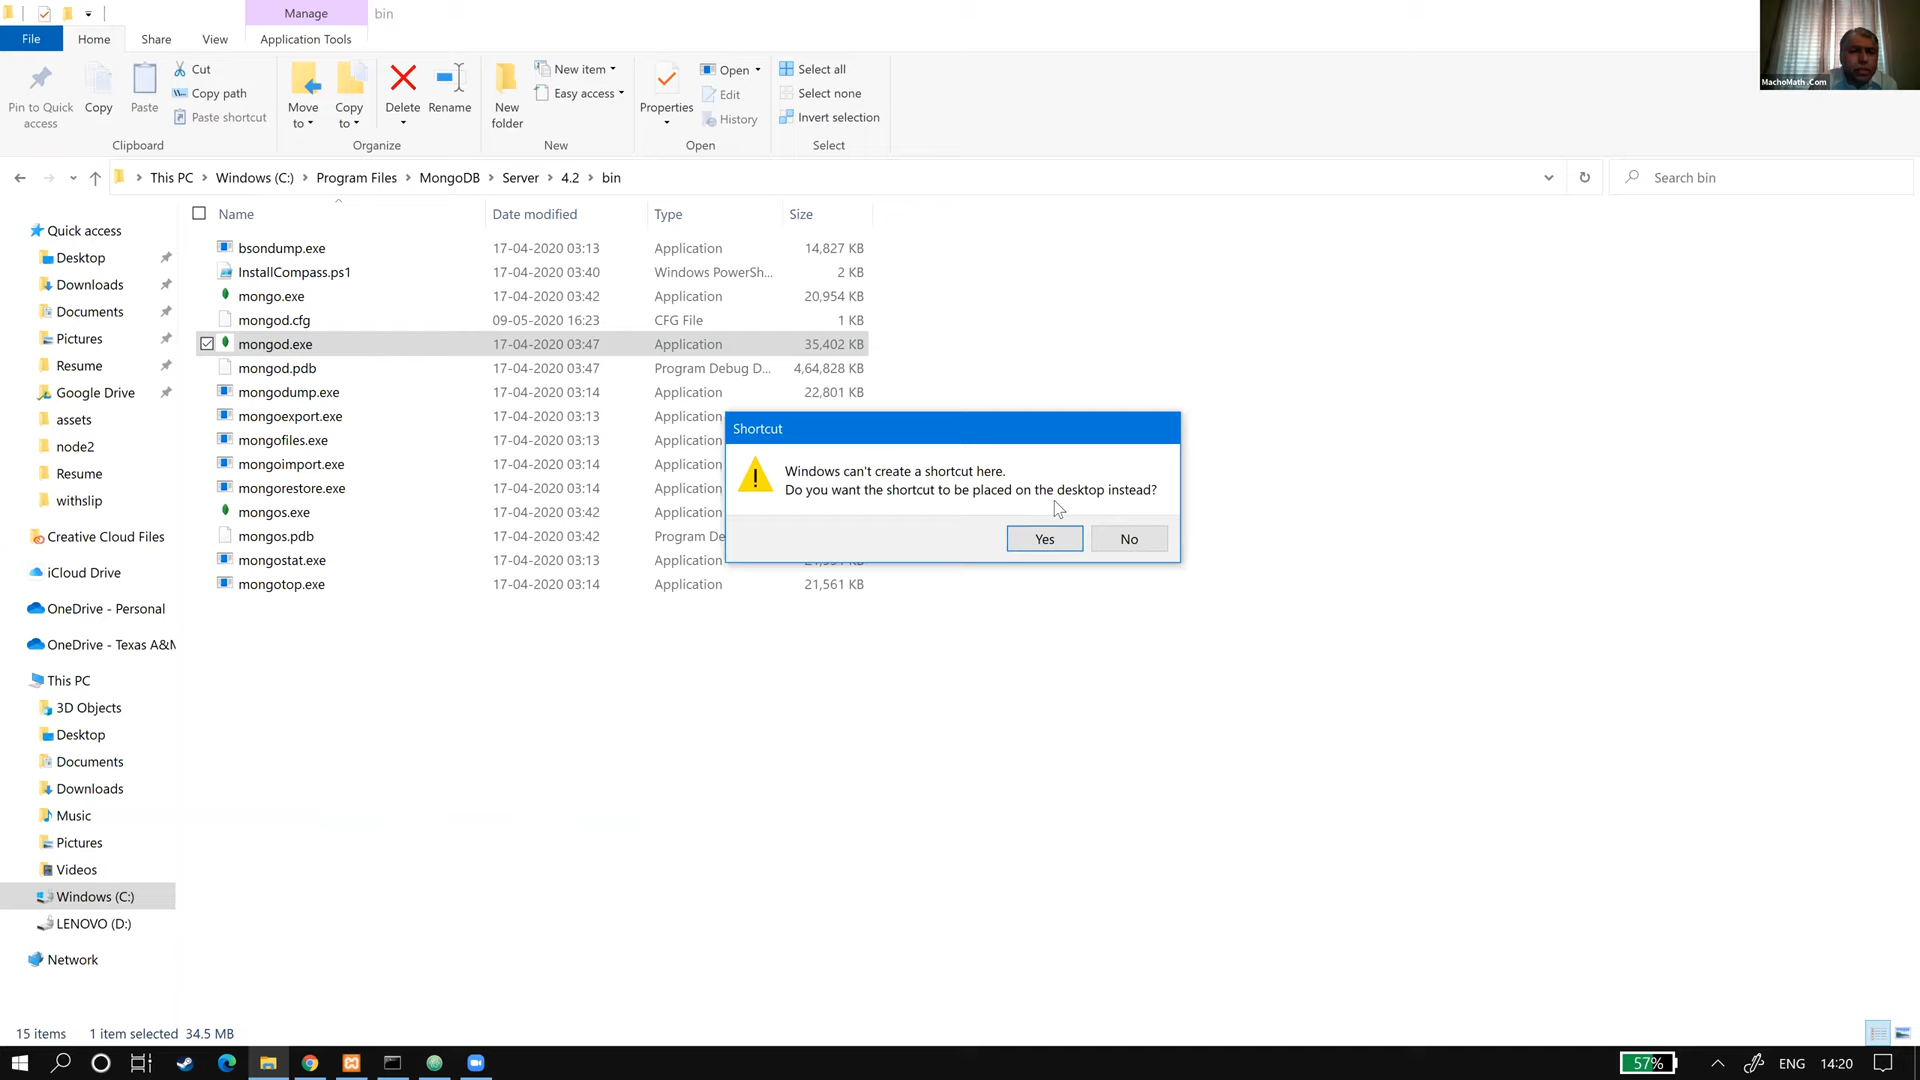 Manage
bin
File
Home
Share
View
Application Tools
Pin to Quick access
Copy
Paste
Cut
Copy path
Paste shortcut
Clipboard
Move to
Copy to
Delete
Rename
Organize
New folder
New item
Easy access
New
Properties
Open
Edit
History
Open
Select all
Select none
Invert selection
Select
MachoMath .Com
This PC > Windows (C:) > Program Files > MongoDB > Server > 4.2 > bin
Search bin
Name Date modified Type Size
bsondump.exe 17-04-2020 03:13 Application 14,827 KB
InstallCompass.ps1 17-04-2020 03:40 Windows PowerSh... 2 KB
mongo.exe 17-04-2020 03:42 Application 20,954 KB
mongod.cfg 09-05-2020 16:23 CFG File 1 KB
mongod.exe 17-04-2020 03:47 Application 35,402 KB
mongod.pdb 17-04-2020 03:47 Program Debug D... 4,64,828 KB
mongodump.exe 17-04-2020 03:14 Application 22,801 KB
mongoexport.exe 17-04-2020 03:13 Application
mongofiles.exe 17-04-2020 03:13 Application
mongoimport.exe 17-04-2020 03:14 Application
mongorestore.exe 17-04-2020 03:14 Application
mongos.exe 17-04-2020 03:42 Application
mongos.pdb 17-04-2020 03:42 Program De
mongostat.exe 17-04-2020 03:13 Application
mongotop.exe 17-04-2020 03:14 Application 21,561 KB
Shortcut
Windows can't create a shortcut here.
Do you want the shortcut to be placed on the desktop instead?
Yes
No
Quick access
Desktop
Downloads
Documents
Pictures
Resume
Google Drive
assets
node2
Resume
withslip
Creative Cloud Files
iCloud Drive
OneDrive - Personal
OneDrive - Texas A&M
This PC
3D Objects
Desktop
Documents
Downloads
Music
Pictures
Videos
Windows (C:)
LENOVO (D:)
Network
15 items 1 item selected 34.5 MB
57%
ENG
14:20